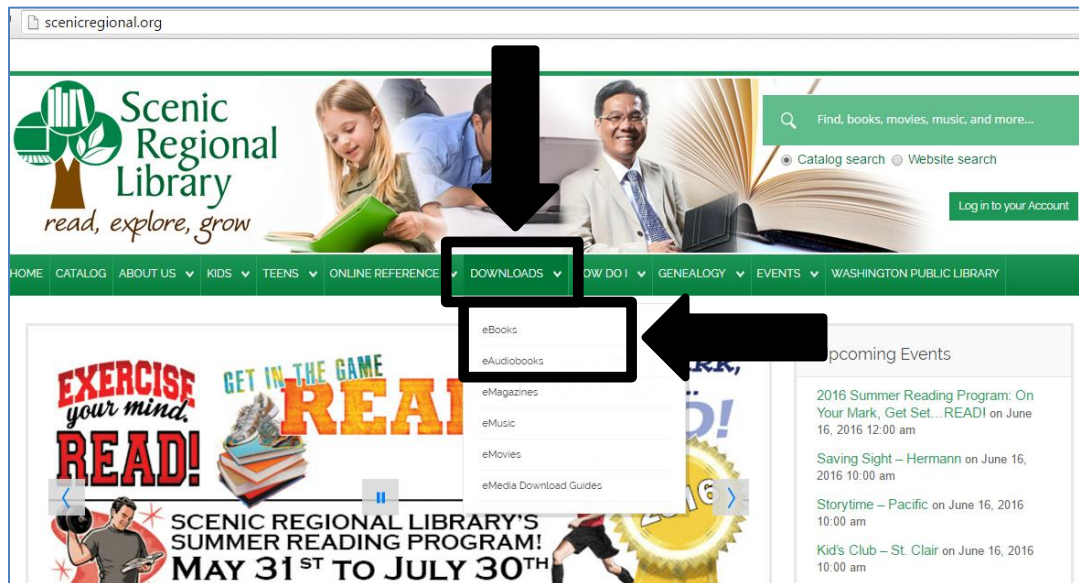 scenicregional.org
Scenic
Regional
Library
read, explore, grow
Find, books, movies, music, and more...
Catalog search Website search
Log in to your Account
HOME CATALOG ABOUT US KIDS TEENS ONLINE REFERENCE DOWNLOADS OW DO I GENEALOGY EVENTS WASHINGTON PUBLIC LIBRARY
eBooks
eAudiobooks
eMagazines
eMusic
eMovies
eMedia Download Guides
EXERCISE
your mind.
READ!
GET IN THE GAME
REA
2016
SCENIC REGIONAL LIBRARY'S
SUMMER READING PROGRAM!
MAY 31ST TO JULY 30TH
pcoming Events
2016 Summer Reading Program: On
Your Mark, Get Set…READ! on June
16, 2016 12:00 am
Saving Sight – Hermann on June 16,
2016 10:00 am
Storytime – Pacific on June 16, 2016
10:00 am
Kid's Club – St. Clair on June 16, 2016
10:00 am